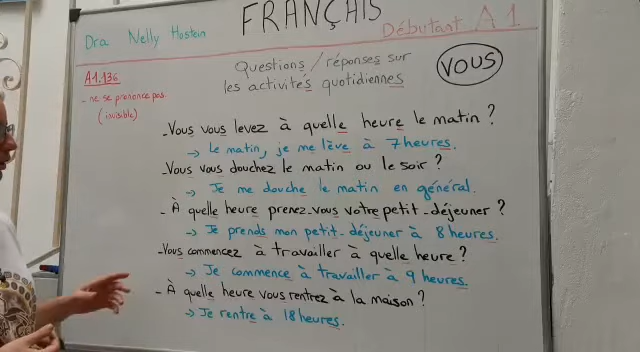 FRANÇAIS
Dra Nelly Hostein
Débutant A1
A1.136
Questions / réponses sur
les activités quotidiennes
VOUS
- ne se prononce pas.
(invisible)
- Vous vous levez à quelle heure le matin ?
→ Le matin, je me lève à 7 heures.
- Vous vous douchez le matin ou le soir ?
→ Je me douche le matin en général.
- À quelle heure prenez-vous votre petit-déjeuner ?
→ Je prends mon petit-déjeuner à 8 heures.
- Vous commencez à travailler à quelle heure ?
→ Je commence à travailler à 9 heures.
- À quelle heure vous rentrez à la maison ?
→ Je rentre à 18 heures.